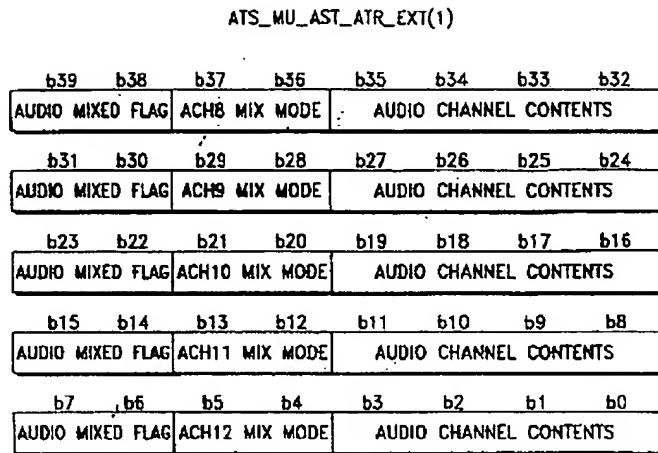 ATS_MU_AST_ATR_EXT(1)
b39 b38 b37 b36 b35 b34 b33 b32
AUDIO MIXED FLAG ACH8 MIX MODE AUDIO CHANNEL CONTENTS
b31 b30 b29 b28 b27 b26 b25 b24
AUDIO MIXED FLAG ACH9 MIX MODE AUDIO CHANNEL CONTENTS
b23 b22 b21 b20 b19 b18 b17 b16
AUDIO MIXED FLAG ACH10 MIX MODE AUDIO CHANNEL CONTENTS
b15 b14 b13 b12 b11 b10 b9 b8
AUDIO MIXED FLAG ACH11 MIX MODE AUDIO CHANNEL CONTENTS
b7 b6 b5 b4 b3 b2 b1 b0
AUDIO MIXED FLAG ACH12 MIX MODE AUDIO CHANNEL CONTENTS